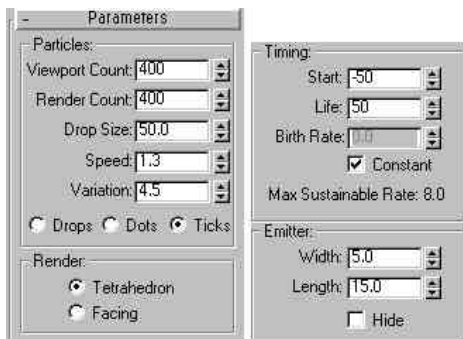 - Parameters
Particles:
Viewport Count: 400
Render Count: 400
Drop Size: 50.0
Speed: 1.3
Variation: 4.5
Drops Dots Ticks
Render:
Tetrahedron
Facing
Timing:
Start: -50
Life: 50
Birth Rate: 0.0
Constant
Max Sustainable Rate: 8.0
Emitter:
Width: 5.0
Length: 15.0
Hide